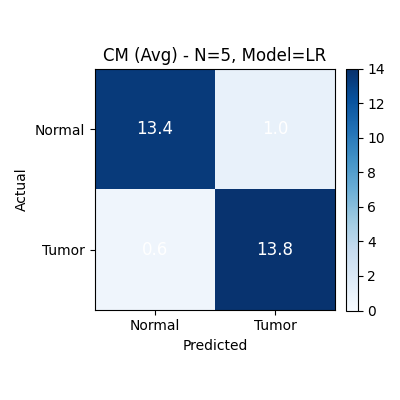 CM (Avg) - N=5, Model=LR
Actual
Normal
13.4
1.0
Tumor
0.6
13.8
Normal
Tumor
Predicted
14
12
10
8
6
4
2
0